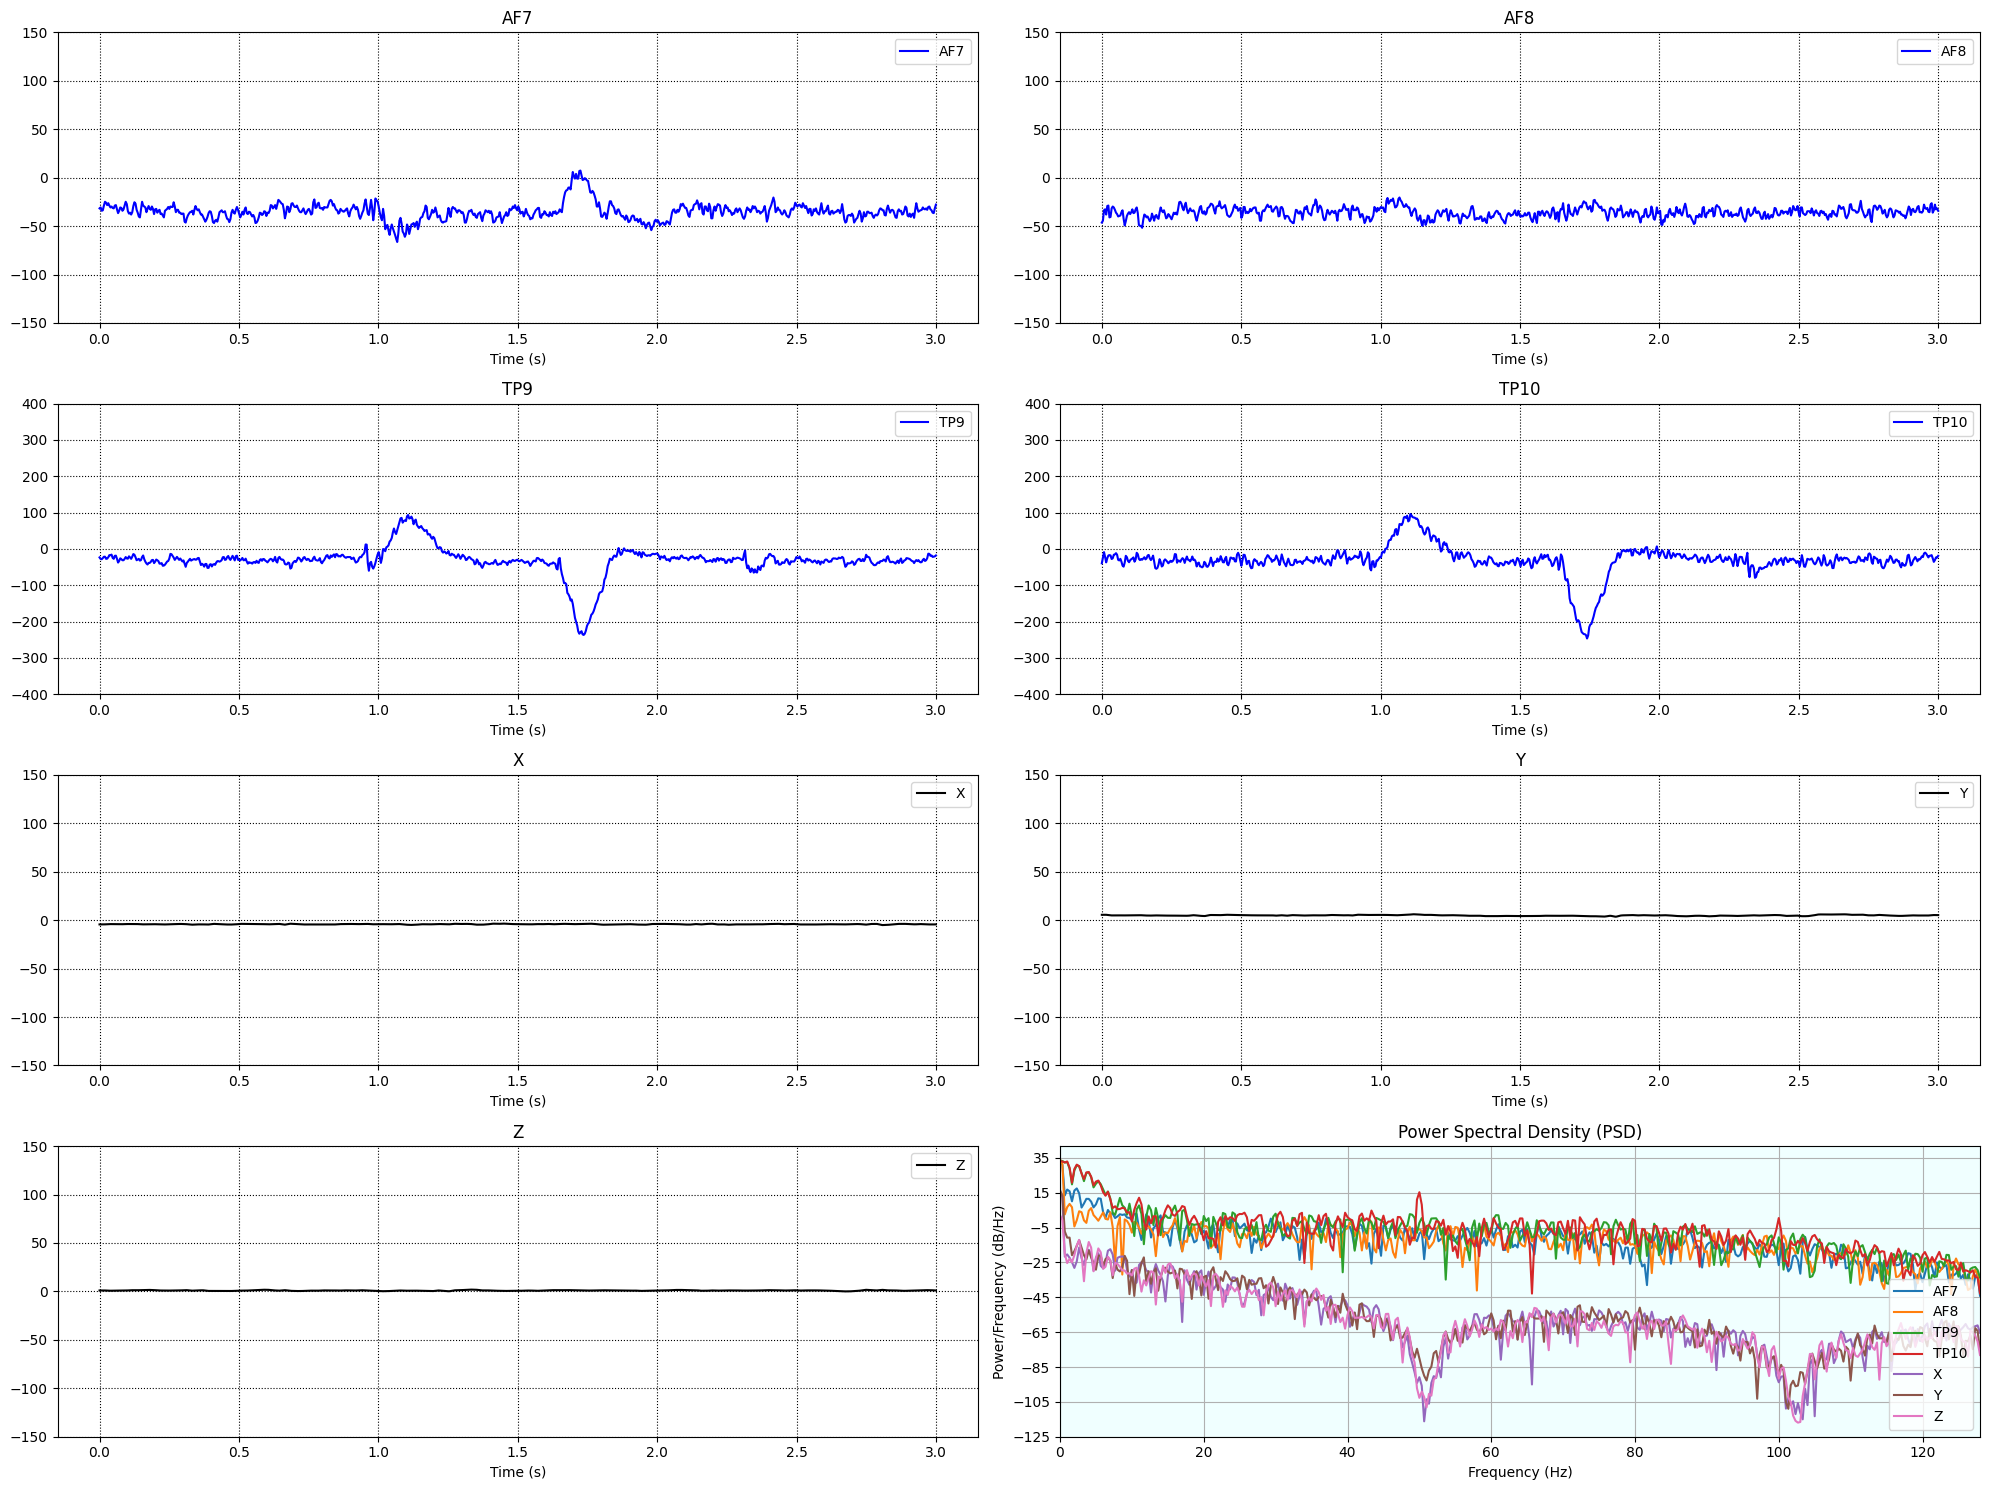 AF7
150
100
50
0
−50
−100
−150
0.0 0.5 1.0 1.5 2.0 2.5 3.0
Time (s)
AF7
AF8
150
100
50
0
−50
−100
−150
0.0 0.5 1.0 1.5 2.0 2.5 3.0
Time (s)
AF8
TP9
400
300
200
100
0
−100
−200
−300
−400
0.0 0.5 1.0 1.5 2.0 2.5 3.0
Time (s)
TP9
TP10
400
300
200
100
0
−100
−200
−300
−400
0.0 0.5 1.0 1.5 2.0 2.5 3.0
Time (s)
TP10
X
150
100
50
0
−50
−100
−150
0.0 0.5 1.0 1.5 2.0 2.5 3.0
Time (s)
X
Y
150
100
50
0
−50
−100
−150
0.0 0.5 1.0 1.5 2.0 2.5 3.0
Time (s)
Y
Z
150
100
50
0
−50
−100
−150
0.0 0.5 1.0 1.5 2.0 2.5 3.0
Time (s)
Z
Power Spectral Density (PSD)
Power/Frequency (dB/Hz)
35
15
−5
−25
−45
−65
−85
−105
−125
0 20 40 60 80 100 120
Frequency (Hz)
AF7
AF8
TP9
TP10
X
Y
Z